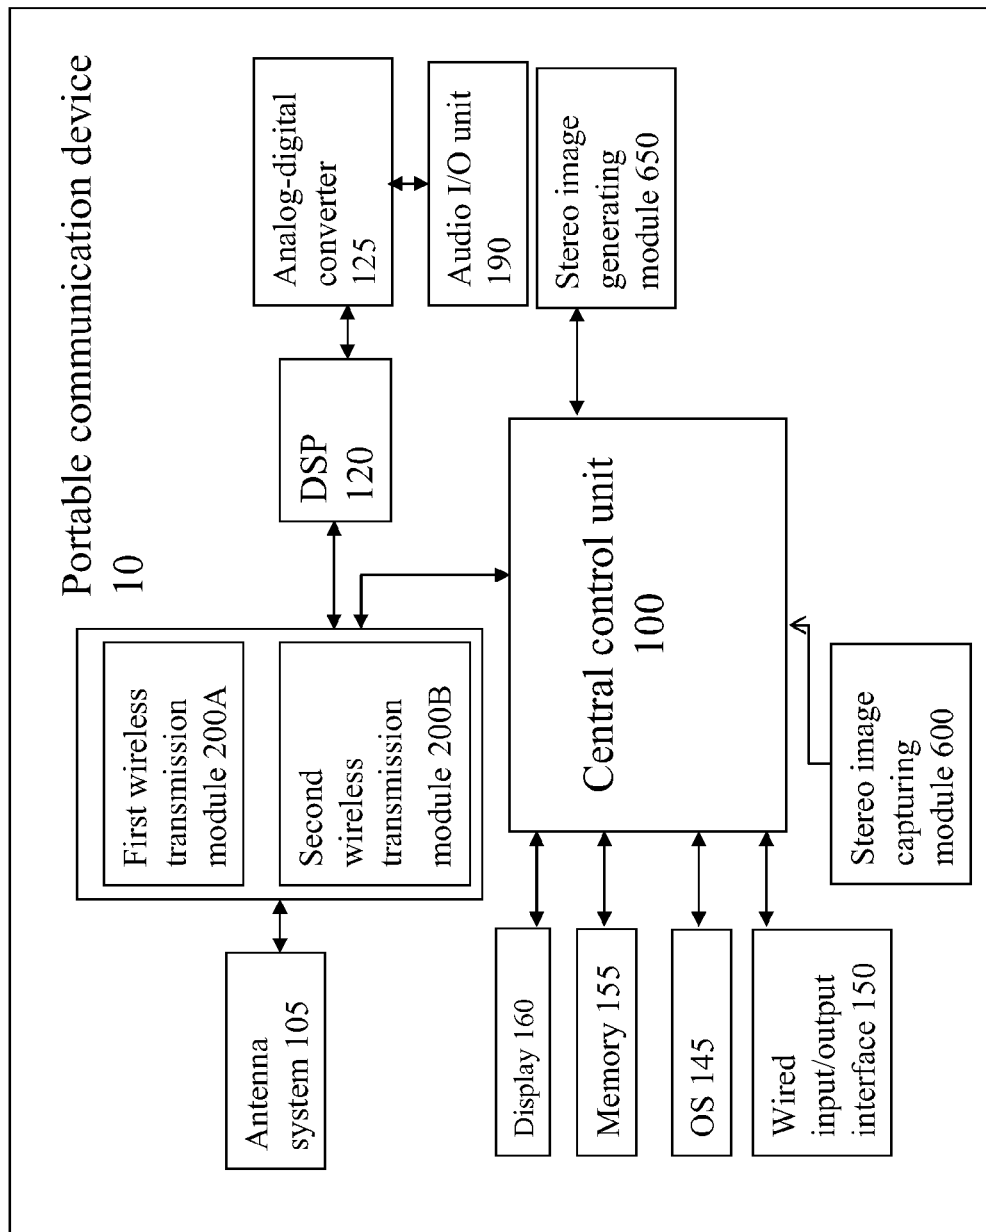 Portable communication device
10
Antenna
system 105
First wireless
transmission
module 200A
Second
wireless
transmission
module 200B
DSP
120
Analog-digital
converter
125
Audio I/O unit
190
Stereo image
generating
module 650
Central control unit
100
Display 160
Memory 155
OS 145
Wired
input/output
interface 150
Stereo image
capturing
module 600